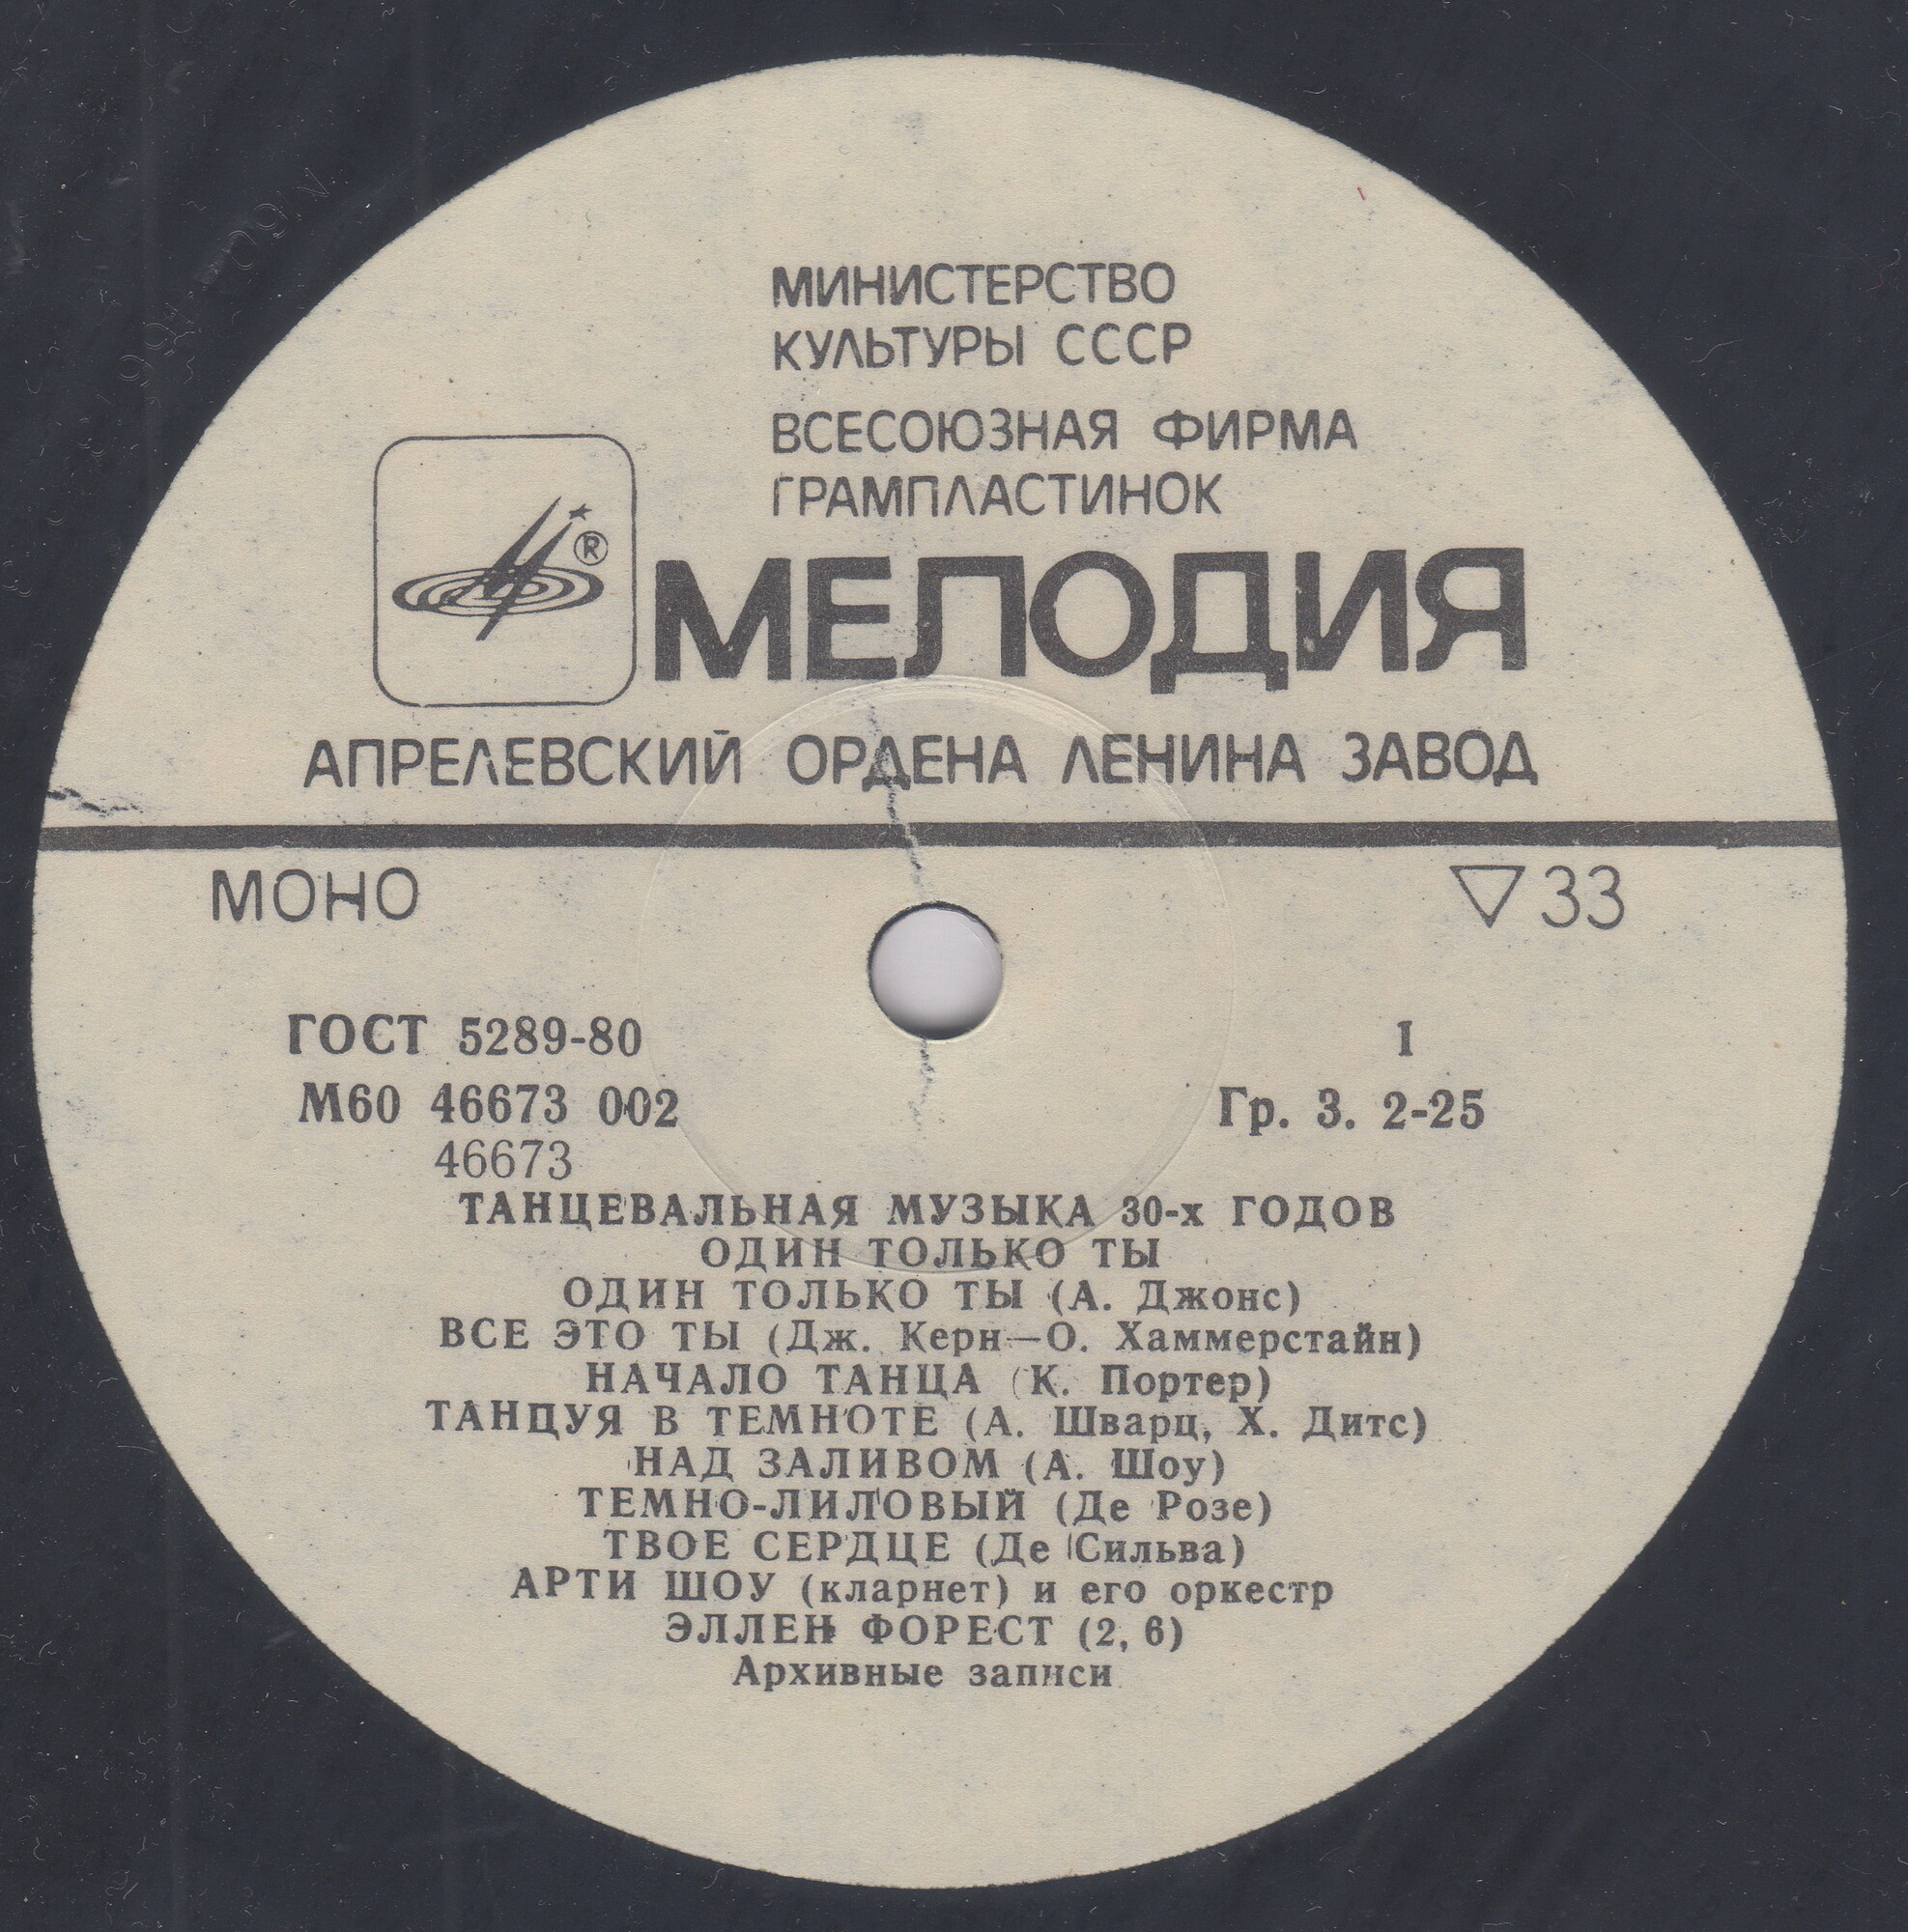 МИНИСТЕРСТВО
КУЛЬТУРЫ СССР
ВСЕСОЮЗНАЯ ФИРМА
ГРАМПЛАСТИНОК
®
МЕЛОДИЯ
АПРЕЛЕВСКИЙ ОРДЕНА ЛЕНИНА ЗАВОД
МОНО
▽33
ГОСТ 5289-80
I
М60 46673 002
Гр. 3. 2-25
46673
ТАНЦЕВАЛЬНАЯ МУЗЫКА 30-х ГОДОВ
ОДИН ТОЛЬКО ТЫ
ОДИН ТОЛЬКО ТЫ (А. Джонс)
ВСЕ ЭТО ТЫ (Дж. Керн—О. Хаммерстайн)
НАЧАЛО ТАНЦА (К. Портер)
ТАНЦУЯ В ТЕМНОТЕ (А. Шварц, Х. Дитс)
НАД ЗАЛИВОМ (А. Шоу)
ТЕМНО-ЛИЛОВЫЙ (Де Розе)
ТВОЕ СЕРДЦЕ (Де Сильва)
АРТИ ШОУ (кларнет) и его оркестр
ЭЛЛЕН ФОРЕСТ (2, 6)
Архивные записи